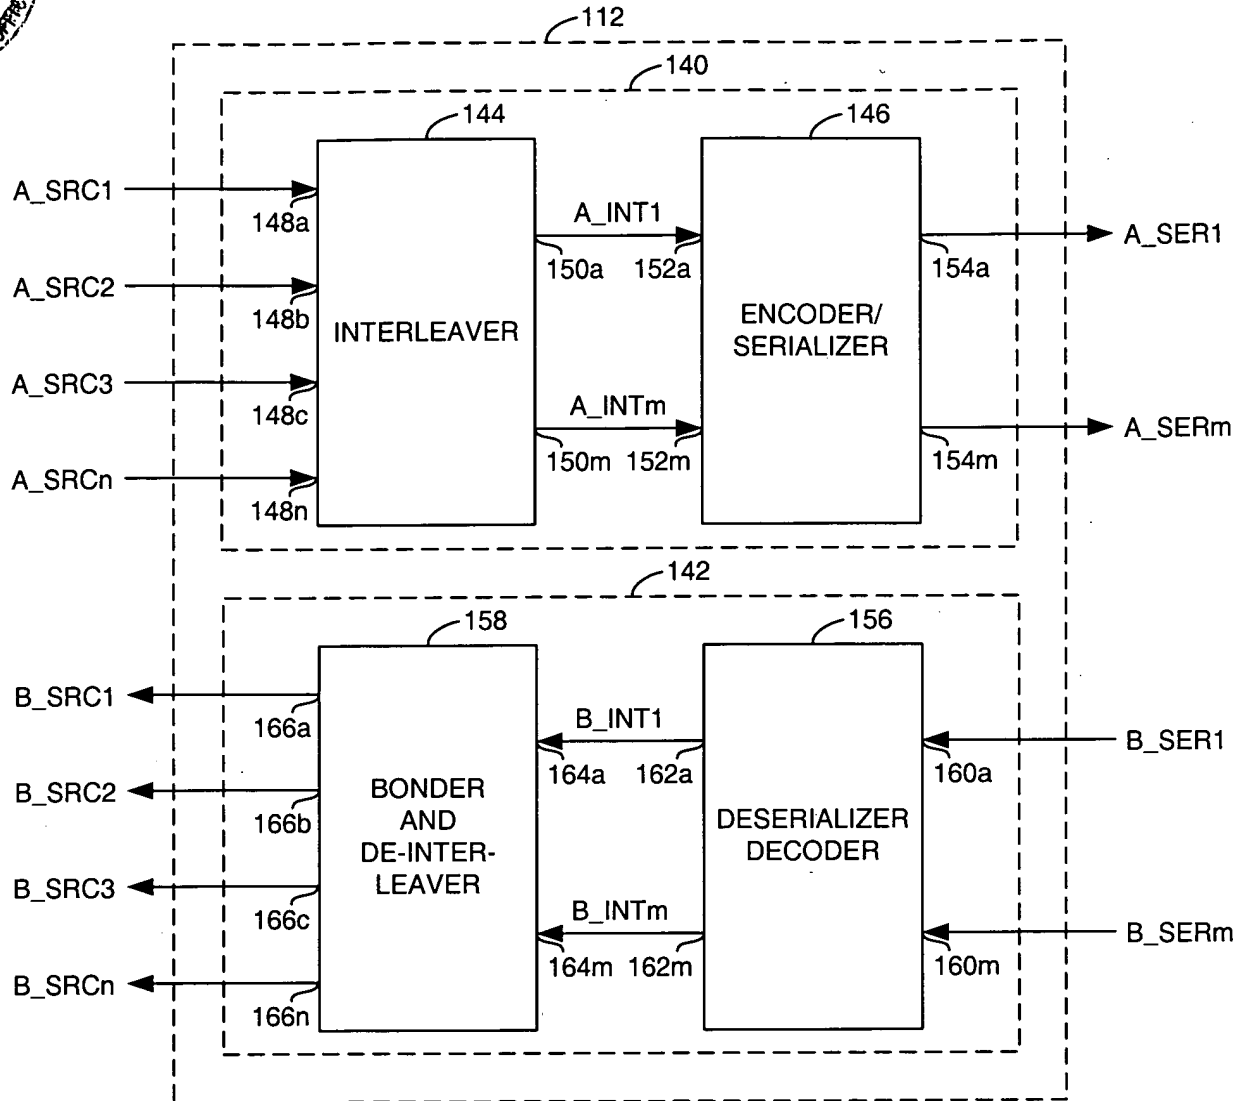 112
140
144
146
A_SRC1
148a
A_SRC2
148b
A_SRC3
148c
A_SRCn
148n
INTERLEAVER
A_INT1
150a
152a
A_INTm
150m
152m
ENCODER/
SERIALIZER
154a
A_SER1
154m
A_SERm
142
158
156
B_SRC1
166a
B_SRC2
166b
B_SRC3
166c
B_SRCn
166n
BONDER
AND
DE-INTER-
LEAVER
B_INT1
164a
162a
B_INTm
164m
162m
DESERIALIZER
DECODER
160a
B_SER1
160m
B_SERm